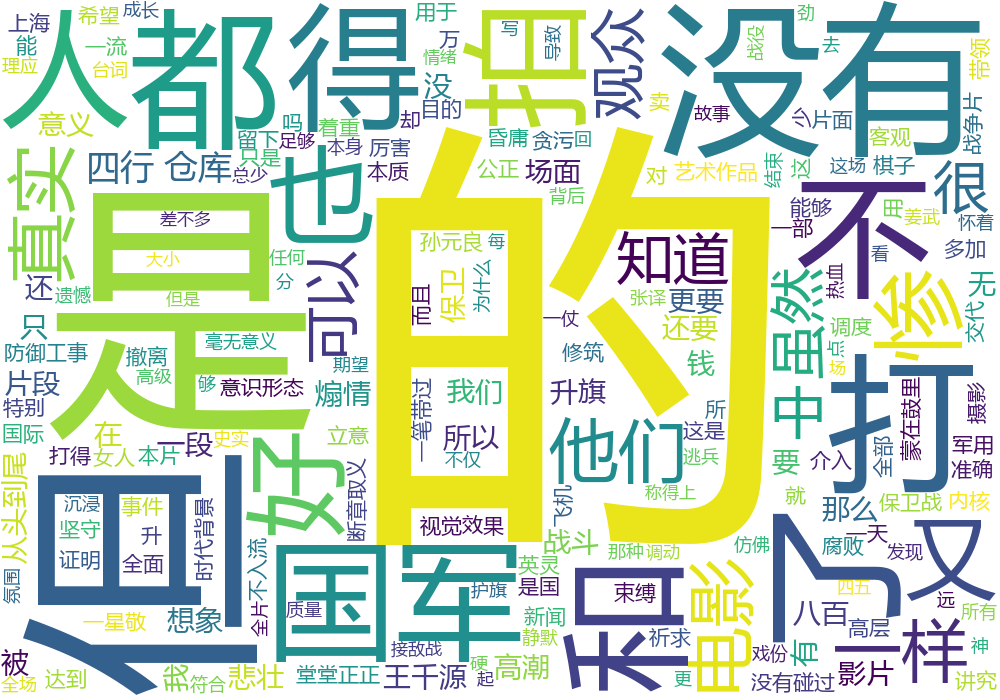 上海
希望
成长
能
一流
理应
台词
人
都
得
用于
万
情绪
没
目的
写
导致
拍
观众
劲
战役
去
没有
带领
意义
四行
仓库
留下
吗
着重
却
足够
只是
本身
厉害
总少
本质
也
昏庸
贪污
回
公正
场面
背后
卖
故事
片面
对
艺术作品
结束
这
客观
战争片
这场
棋子
很
不
能够
用
姜武
怀着
一部
看
多加
无
真实
是
差不多
大小
但是
任何
分
还
遗憾
可以
的
孙元良
每
而且
保卫
为什么
知道
张译
更要
还要
一仗
修筑
钱
虽然
热血
惨
交代
调度
点
场
中
打
只
防御工事
毫无意义
撤离
高级
够
期望
意识形态
片段
特别
煽情
一笔带过
我们
升旗
所以
不仅
他们
所
这是
逃兵
蒙在鼓里
摄影
国际
在
史实
一段
打得
女人
本片
好
立意
断章取义
要
介入
全部
军用
准确
就
从头到尾
但
沉浸
事件
坚守
升
证明
全面
时代背景
视觉效果
飞机
称得上
战斗
那种
调动
那么
保卫战
内核
仿佛
一天
腐败
发现
了
又
氛围
一星敬
不入流
想象
全片
国军
质量
护旗
英灵
是国
新闻
静默
和
束缚
祈求
电影
八百
四五
远
所有
高层
有
戏份
一样
神
被
我
全场
达到
符合
悲壮
堂堂正正
接敌战
王千源
硬
起
高潮
更
没有碰过
影片
讲究